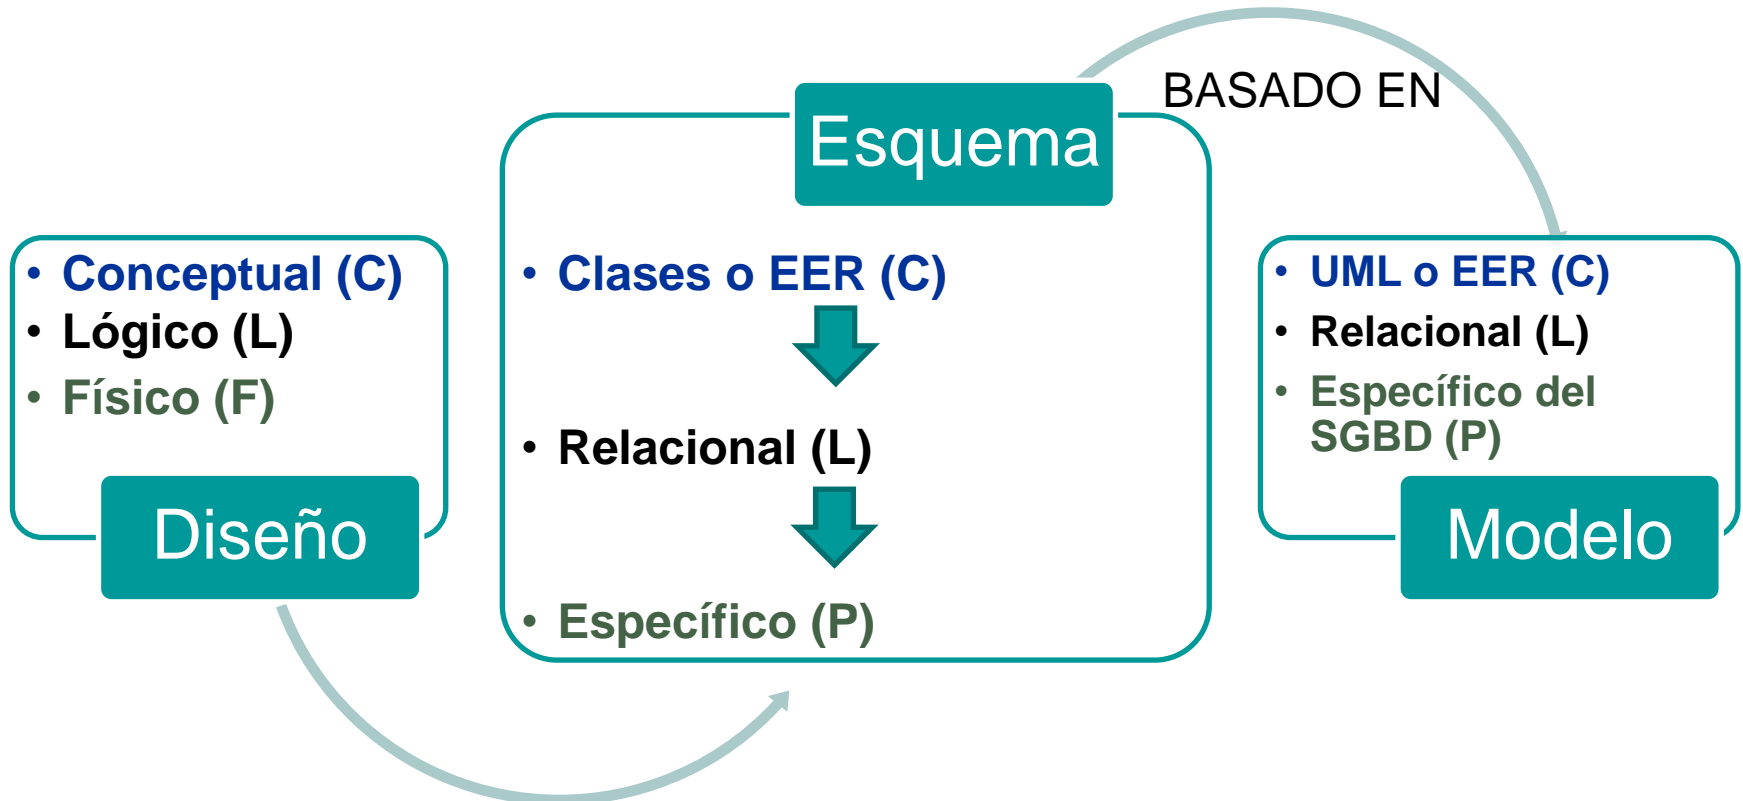 • Conceptual (C)
• Lógico (L)
• Físico (F)
Diseño
Esquema
• Clases o EER (C)
• Relacional (L)
• Específico (P)
BASADO EN
• UML o EER (C)
• Relacional (L)
• Específico del
SGBD (P)
Modelo